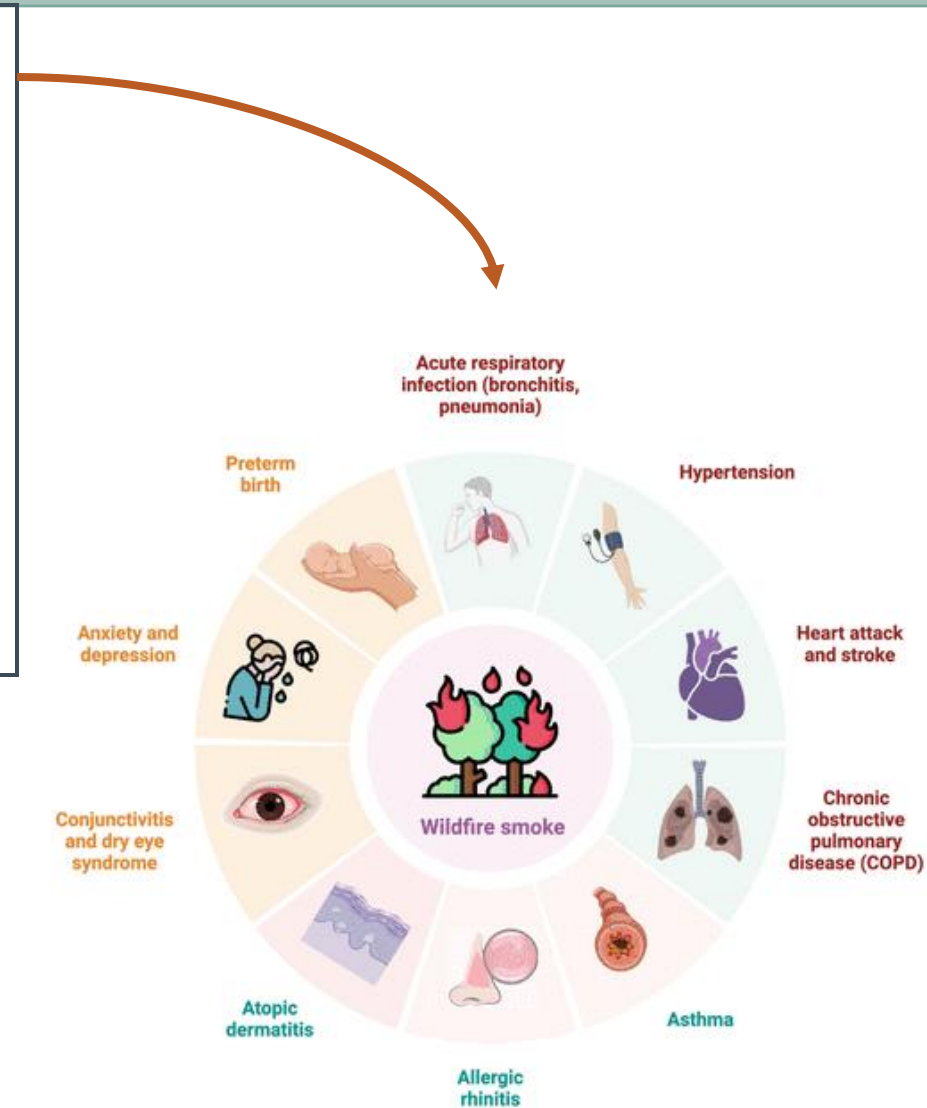 Acute respiratory
infection (bronchitis,
pneumonia)
Preterm
birth
Hypertension
Anxiety and
depression
Heart attack
and stroke
Wildfire smoke
Conjunctivitis
and dry eye
syndrome
Chronic
obstructive
pulmonary
disease (COPD)
Atopic
dermatitis
Asthma
Allergic
rhinitis